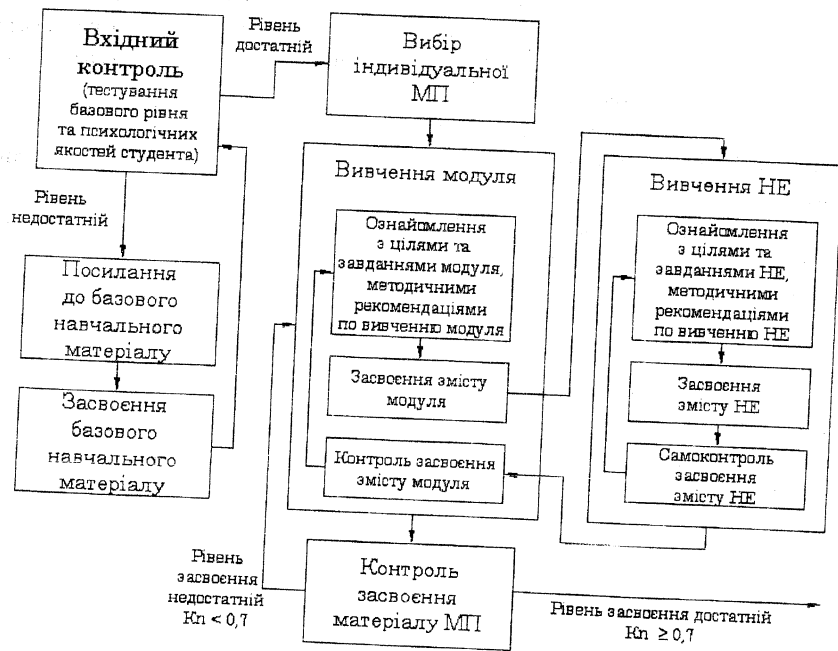 Вхідний
контроль
(тестування
базового рівня
та психологічних
якостей студента)
Рівень
достатній
Вибір
індивідуальної
МП
Рівень
недостатній
Посилання
до базового
навчального
матеріалу
Засвоєння
базового
навчального
матеріалу
Вивчення модуля
Ознайомлення
з цілями та
завданнями модуля,
методичними
рекомендаціями
по вивченню модуля
Засвоєння змісту
модуля
Контроль засвоєння
змісту модуля
Вивчення НЕ
Ознайомлення
з цілями та
завданнями НЕ,
методичними
рекомендаціями
по вивченню НЕ
Засвоєння
змісту НЕ
Самоконтроль
засвоєння
змісту НЕ
Рівень
засвоєння
недостатній
Кп < 0,7
Контроль
засвоєння
матеріалу МП
Рівень засвоєння достатній
Кп ≥ 0,7